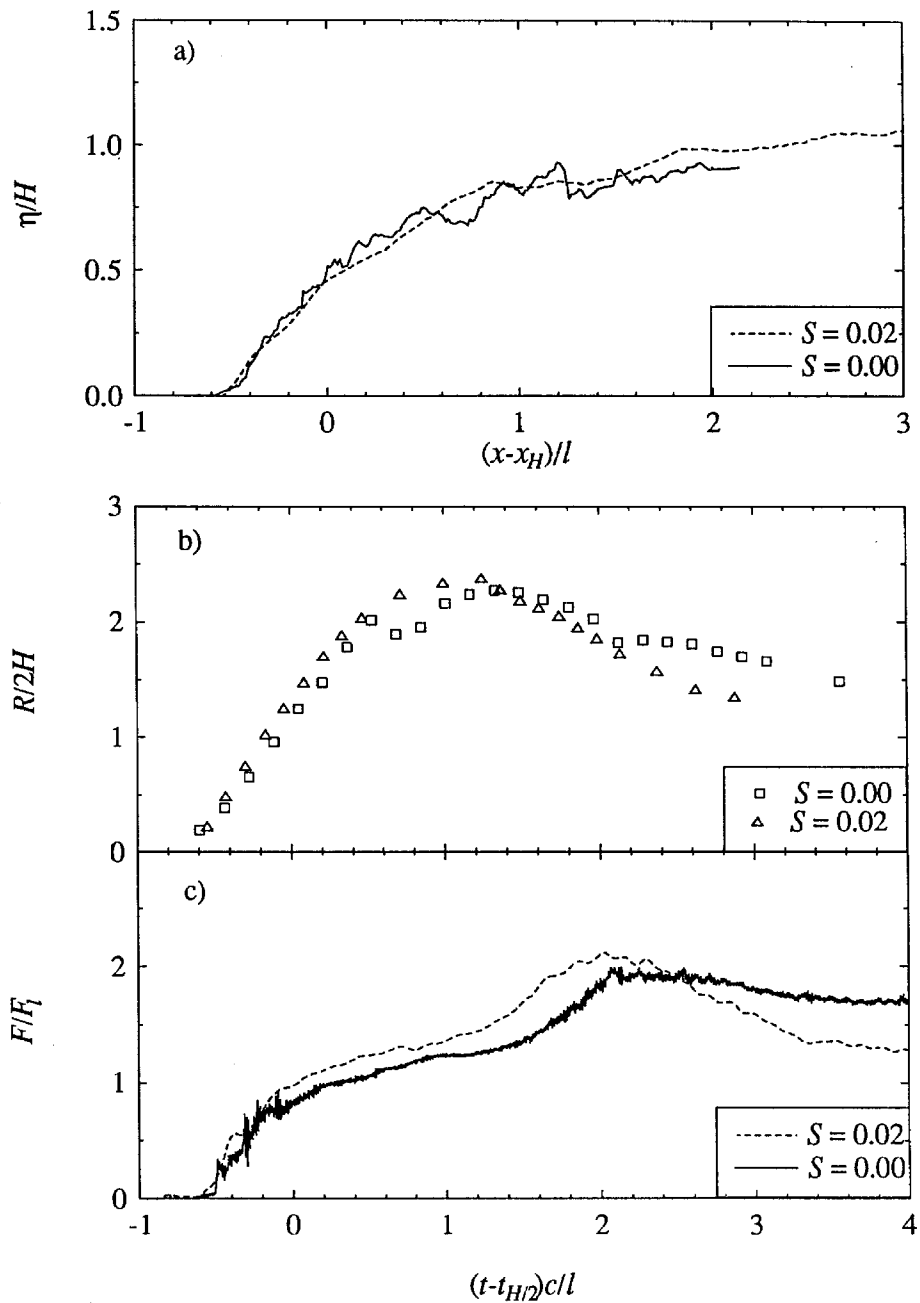 1.5
a)
1.0
η/H
0.5
S = 0.02
S = 0.00
0.0
-1 0 1 2 3
(x-x_H)/l
3
b)
2
R/2H
1
S = 0.00
S = 0.02
0
c)
2
F/F_l
1
S = 0.02
S = 0.00
0
-1 0 1 2 3 4
(t-t_{H/2})c/l